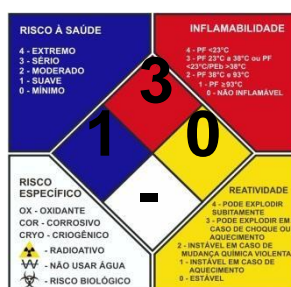 RISCO À SAÚDE
4 - EXTREMO
3 - SÉRIO
2 - MODERADO
1 - SUAVE
0 - MÍNIMO
INFLAMABILIDADE
4 - PF <23°C
3 - PF 23°C a 38°C ou PF
<23°C/PEb >38°C
2 - PF 38°C e 93°C
1 - PF ≥93°C
0 - NÃO INFLAMÁVEL
3
1
0
-
RISCO
ESPECÍFICO
OX - OXIDANTE
COR - CORROSIVO
CRYO - CRIOGÊNICO
- RADIOATIVO
W - NÃO USAR ÁGUA
- RISCO BIOLÓGICO
REATIVIDADE
4 - PODE EXPLODIR
SUBITAMENTE
3 - PODE EXPLODIR EM
CASO DE CHOQUE OU
AQUECIMENTO
2 - INSTÁVEL EM CASO DE
MUDANÇA QUÍMICA VIOLENTA
1 - INSTÁVEL EM CASO DE
AQUECIMENTO
0 - ESTÁVEL